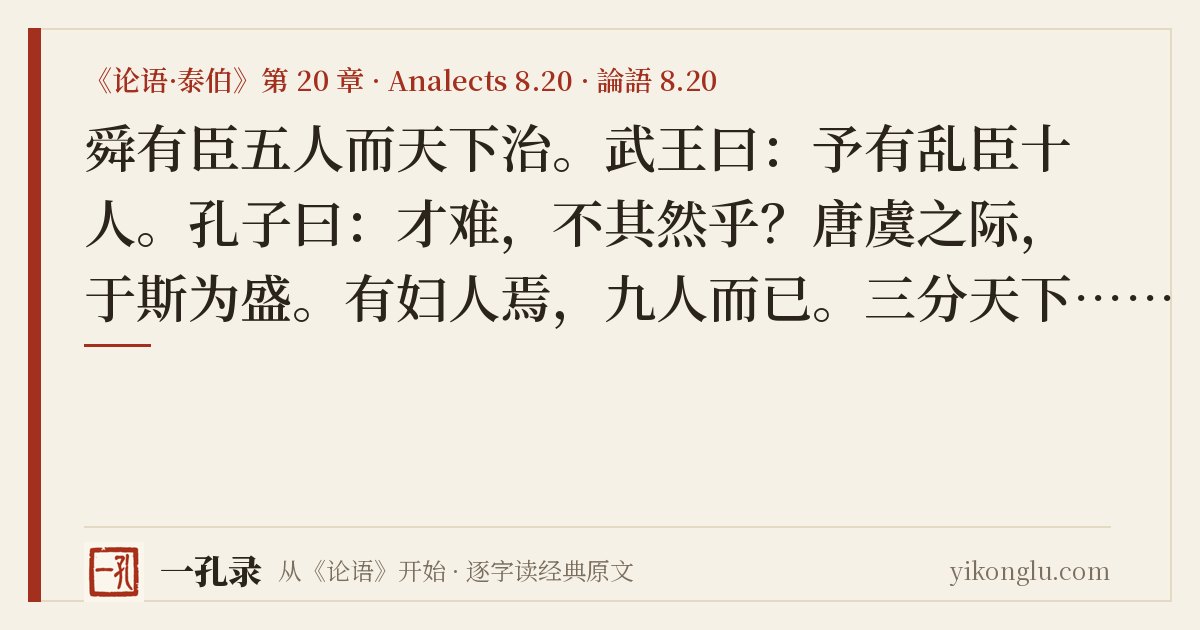 《论语·泰伯》第 20 章 · Analects 8.20 · 論語 8.20
舜有臣五人而天下治。武王曰：予有乱臣十
人。孔子曰：才难，不其然乎？唐虞之际，
于斯为盛。有妇人焉，九人而已。三分天下……
一孔
一孔录
从《论语》开始 · 逐字读经典原文
yikonglu.com